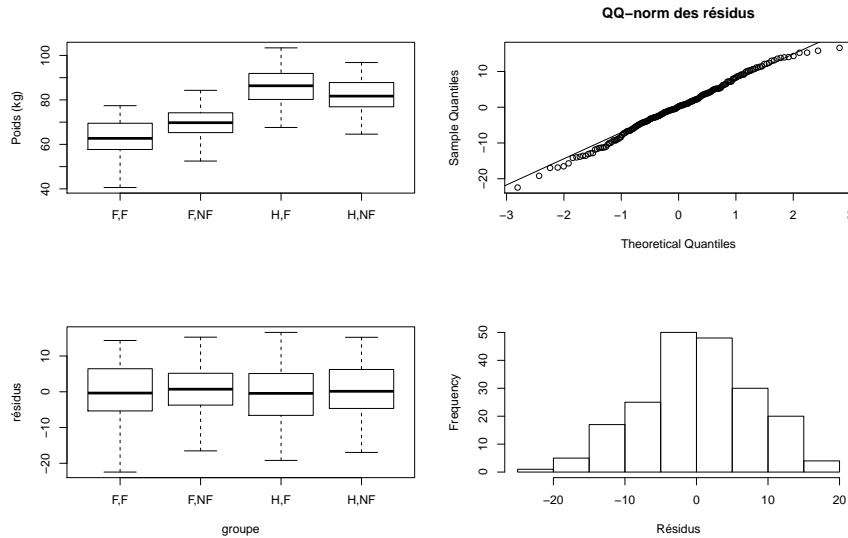 Poids (kg)
100
80
60
40
F,F F,NF H,F H,NF
QQ−norm des résidus
Sample Quantiles
10
0
−10
−20
−3 −2 −1 0 1 2 3
Theoretical Quantiles
résidus
10
0
−10
−20
F,F F,NF H,F H,NF
groupe
Frequency
50
40
30
20
10
0
−20 −10 0 10 20
Résidus